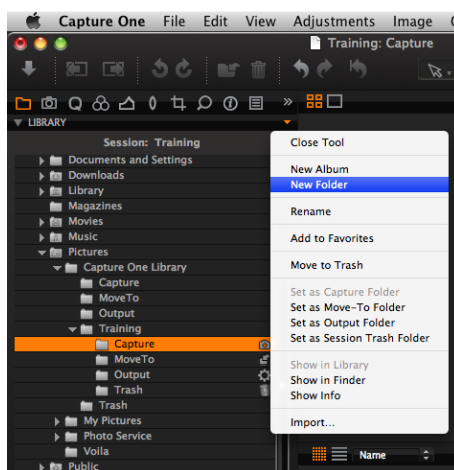 Capture One File Edit View Adjustments Image
Training: Capture
LIBRARY
Session: Training
Documents and Settings
Downloads
Library
Magazines
Movies
Music
Pictures
Capture One Library
Capture
MoveTo
Output
Training
Capture
MoveTo
Output
Trash
Trash
My Pictures
Photo Service
Voila
Public
Close Tool
New Album
New Folder
Rename
Add to Favorites
Move to Trash
Set as Capture Folder
Set as Move-To Folder
Set as Output Folder
Set as Session Trash Folder
Show in Library
Show in Finder
Show Info
Import...
Name